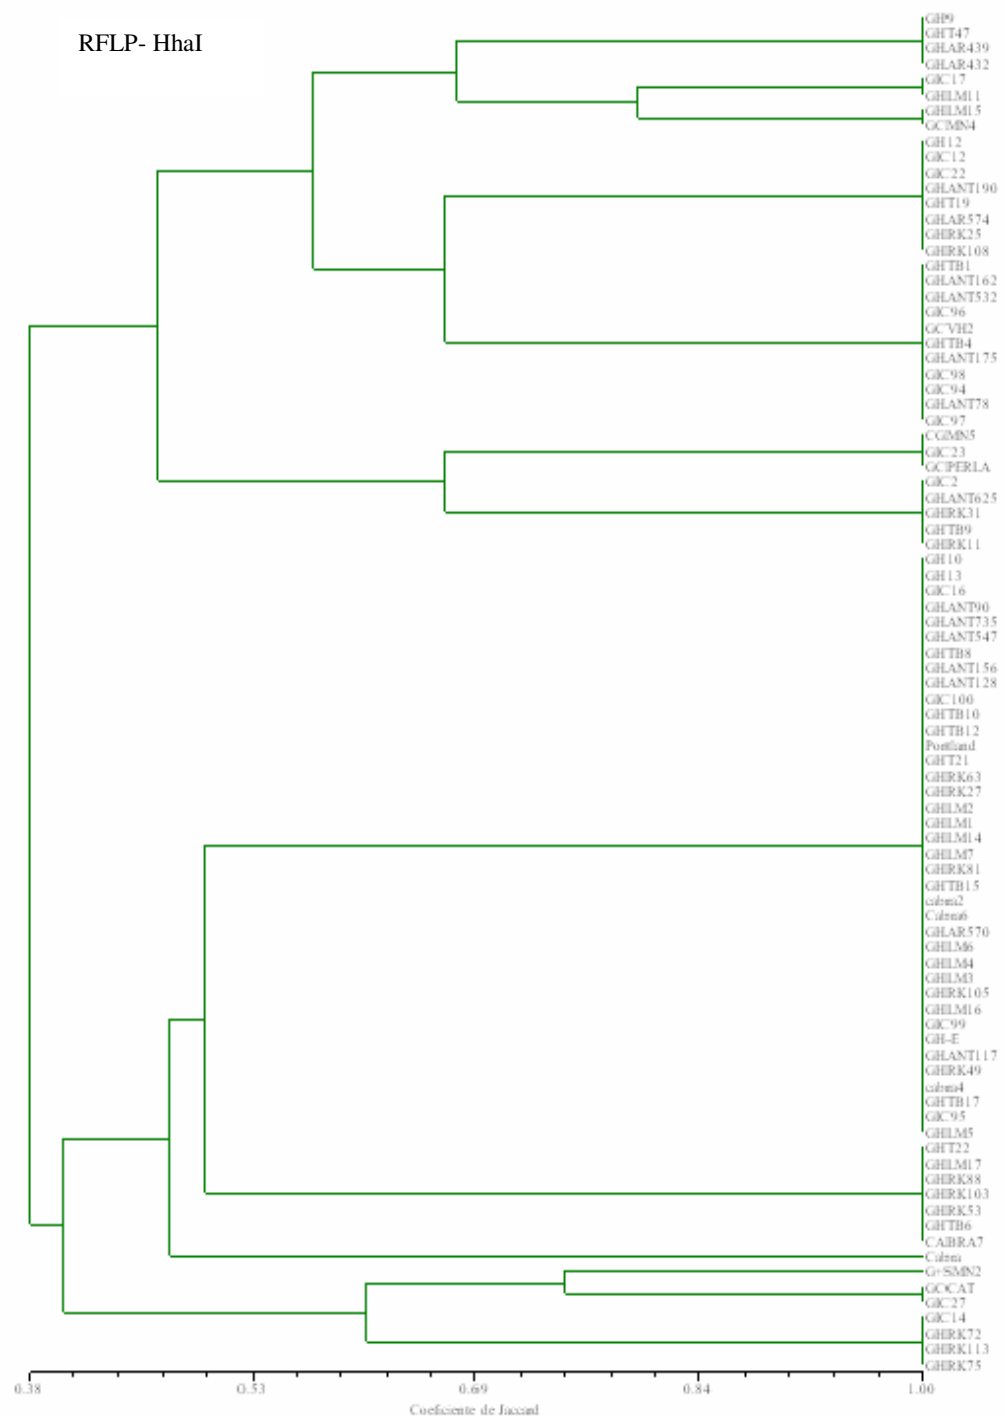 RFLP- HhaI
GH9
GHT47
GHAR439
GHAR432
GIC17
GHLM11
GHLM15
GCMN4
GH12
GIC12
GIC22
GHANT190
GHT19
GHAR574
GHRK25
GHRK108
GHTB1
GHANT162
GHANT532
GIC96
GCVH2
GHTB4
GHANT175
GIC98
GIC94
GHANT78
GIC97
CGMN5
GIC23
GCPERLA
GIC2
GHANT625
GHRK31
GHTB9
GHRK11
GH10
GH13
GIC16
GHANT90
GHANT735
GHANT547
GHTB8
GHANT156
GHANT128
GIC100
GHTB10
GHTB12
Portland
GHT21
GHRK63
GHRK27
GHLM2
GHLM1
GHLM14
GHLM7
GHRK81
GHTB15
cabra2
Cabra6
GHAR570
GHLM6
GHLM4
GHLM3
GHRK105
GHLM16
GIC99
GH-E
GHANT117
GHRK49
cabra4
GHTB17
GIC95
GHLM5
GHT22
GHLM17
GHRK88
GHRK103
GHRK53
GHTB6
CABRA7
Cabra
GIC27
GIC14
GHRK72
GHRK113
GHRK75
0.38 0.53 0.69 0.84 1.00
Coeficiente de Jaccard